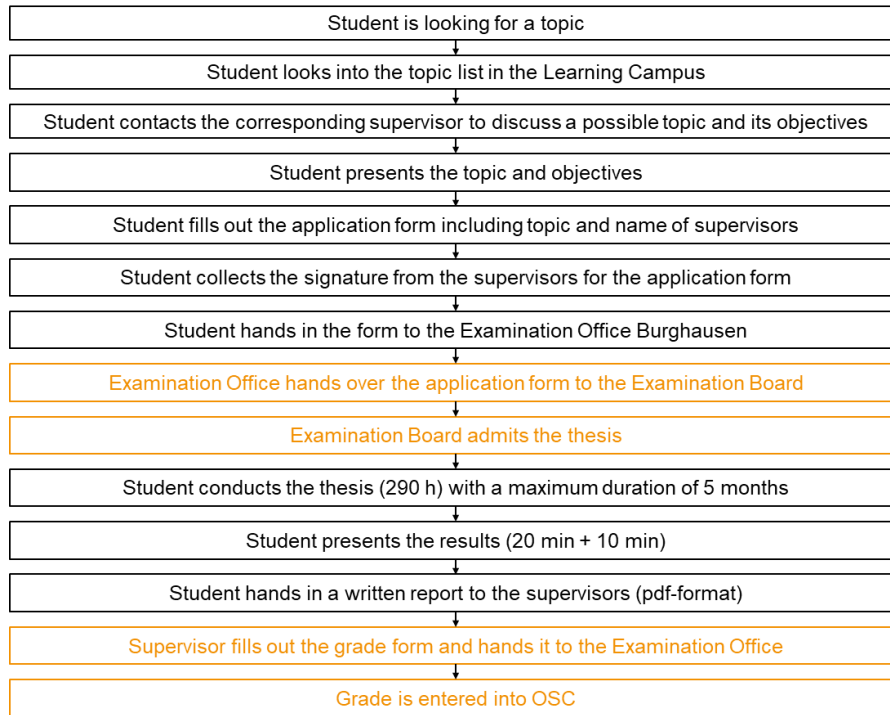 Student is looking for a topic
Student looks into the topic list in the Learning Campus
Student contacts the corresponding supervisor to discuss a possible topic and its objectives
Student presents the topic and objectives
Student fills out the application form including topic and name of supervisors
Student collects the signature from the supervisors for the application form
Student hands in the form to the Examination Office Burghausen
Examination Office hands over the application form to the Examination Board
Examination Board admits the thesis
Student conducts the thesis (290 h) with a maximum duration of 5 months
Student presents the results (20 min + 10 min)
Student hands in a written report to the supervisors (pdf-format)
Supervisor fills out the grade form and hands it to the Examination Office
Grade is entered into OSC